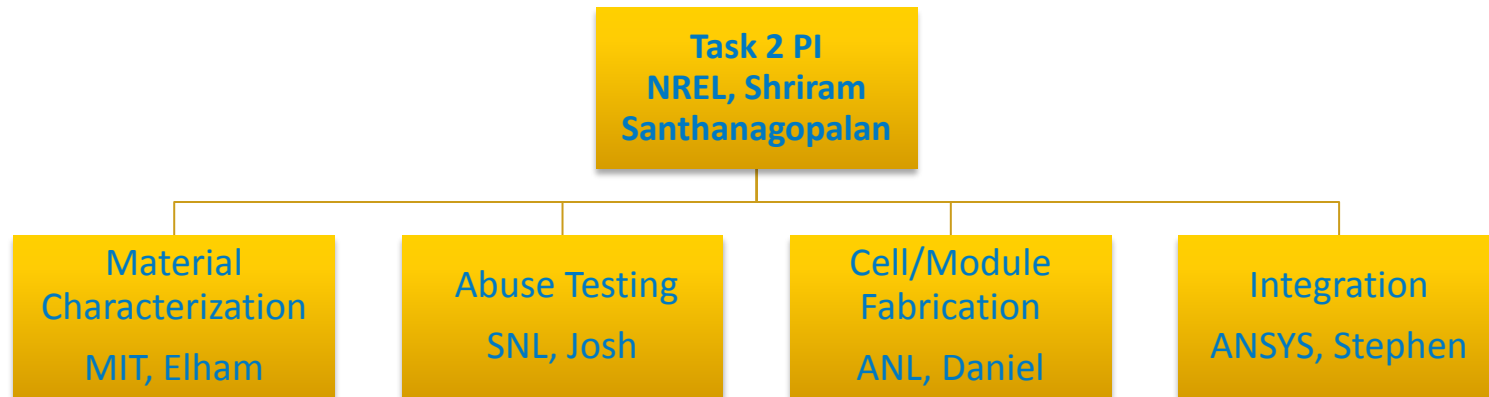 Task 2 PI
NREL, Shriram
Santhanagopalan
Material
Characterization
MIT, Elham
Abuse Testing
SNL, Josh
Cell/Module
Fabrication
ANL, Daniel
Integration
ANSYS, Stephen